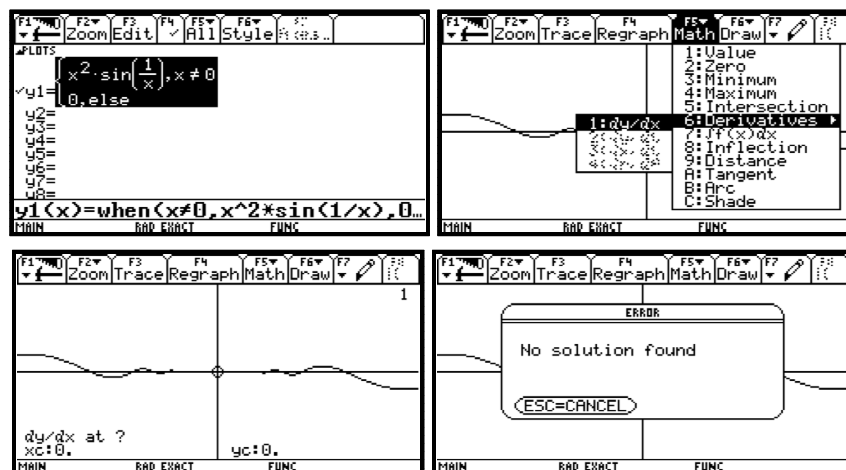 F1 F2 F3 F4 F5 F6
Zoom Edit ✓ All Style
PLOTS
✓y1= { x²·sin(1/x), x ≠ 0
0, else
y2=
y3=
y4=
y5=
y6=
y7=
y8=
y1(x)=when(x≠0,x^2*sin(1/x),0…
MAIN RAD EXACT FUNC
F1 F2 F3 F4 F5 F6 F7
Zoom Trace Regraph Math Draw
1:Value
2:Zero
3:Minimum
4:Maximum
5:Intersection
6:Derivatives
1:dy/dx
7:∫f(x)dx
8:Inflection
9:Distance
A:Tangent
B:Arc
C:Shade
MAIN RAD EXACT FUNC
F1 F2 F3 F4 F5 F6 F7
Zoom Trace Regraph Math Draw
1
dy/dx at ?
xc:0. yc:0.
MAIN RAD EXACT FUNC
F1 F2 F3 F4 F5 F6 F7
Zoom Trace Regraph Math Draw
ERROR
No solution found
ESC=CANCEL
MAIN RAD EXACT FUNC